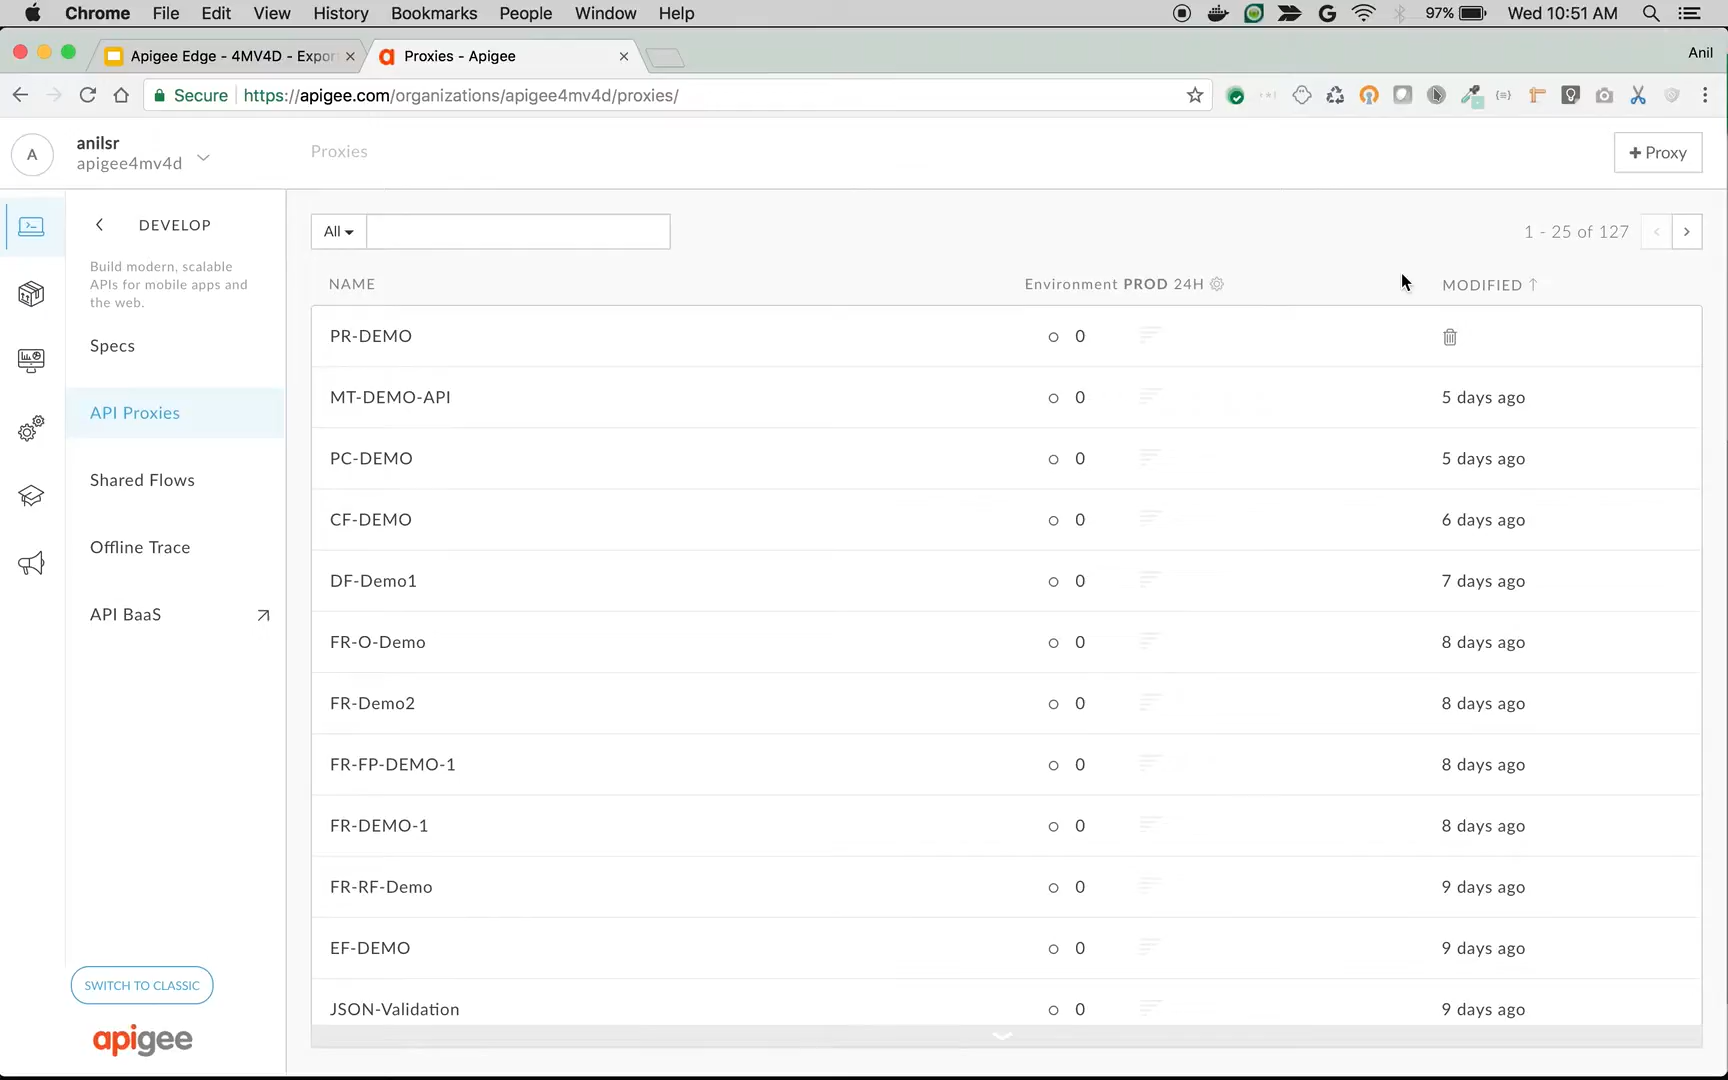 Chrome File Edit View History Bookmarks People Window Help 97% Wed 10:51 AM
Apigee Edge - 4MV4D - Expor Proxies - Apigee Anil
Secure https://apigee.com/organizations/apigee4mv4d/proxies/
A
anilsr
apigee4mv4d
Proxies
+ Proxy
DEVELOP
Build modern, scalable
APIs for mobile apps and
the web.
Specs
API Proxies
Shared Flows
Offline Trace
API BaaS
SWITCH TO CLASSIC
apigee
All
1 - 25 of 127
NAME Environment PROD 24H MODIFIED
PR-DEMO 0
MT-DEMO-API 0 5 days ago
PC-DEMO 0 5 days ago
CF-DEMO 0 6 days ago
DF-Demo1 0 7 days ago
FR-O-Demo 0 8 days ago
FR-Demo2 0 8 days ago
FR-FP-DEMO-1 0 8 days ago
FR-DEMO-1 0 8 days ago
FR-RF-Demo 0 9 days ago
EF-DEMO 0 9 days ago
JSON-Validation 0 9 days ago